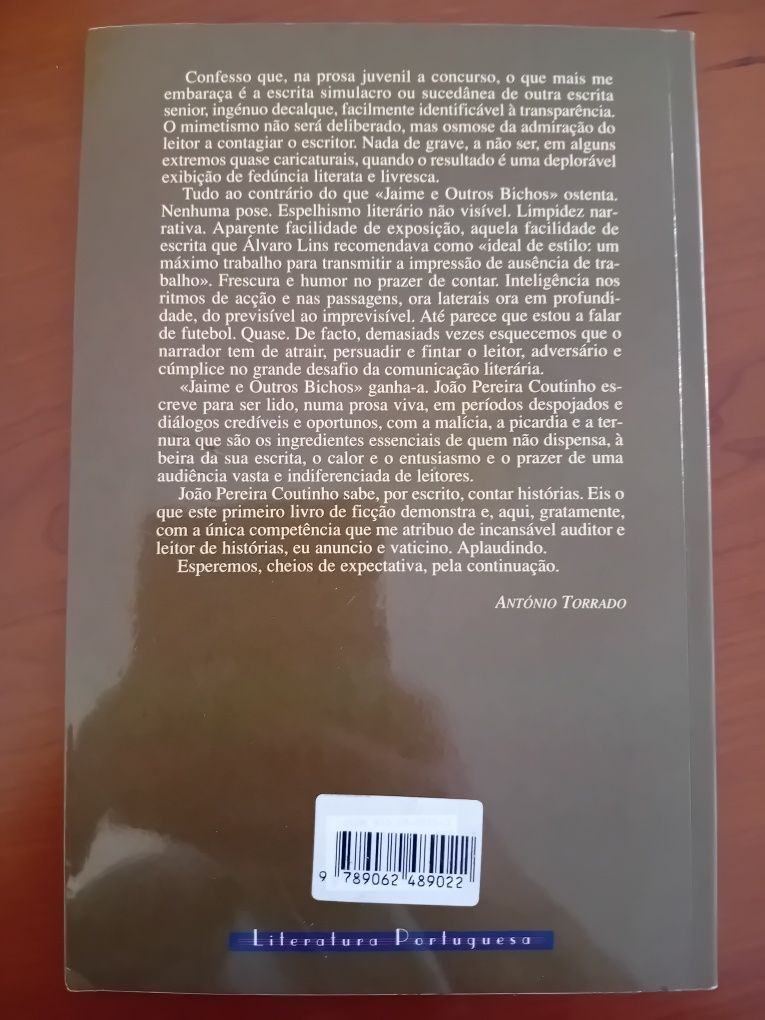 Confesso que, na prosa juvenil a concurso, o que mais me
embaraça é a escrita simulacro ou sucedânea de outra escrita
senior, ingénuo decalque, facilmente identificável à transparência.
O mimetismo não será deliberado, mas osmose da admiração do
leitor a contagiar o escritor. Nada de grave, a não ser, em alguns
extremos quase caricaturais, quando o resultado é uma deplorável
exibição de fedúncia literata e livresca.
Tudo ao contrário do que «Jaime e Outros Bichos» ostenta.
Nenhuma pose. Espelhismo literário não visível. Limpidez nar-
rativa. Aparente facilidade de exposição, aquela facilidade de
escrita que Álvaro Lins recomendava como «ideal de estilo: um
máximo trabalho para transmitir a impressão de ausência de tra-
balho». Frescura e humor no prazer de contar. Inteligência nos
ritmos de acção e nas passagens, ora laterais ora em profundi-
dade, do previsível ao imprevisível. Até parece que estou a falar
de futebol. Quase. De facto, demasiads vezes esquecemos que o
narrador tem de atrair, persuadir e fintar o leitor, adversário e
cúmplice no grande desafio da comunicação literária.
«Jaime e Outros Bichos» ganha-a. João Pereira Coutinho es-
creve para ser lido, numa prosa viva, em períodos despojados e
diálogos credíveis e oportunos, com a malícia, a picardia e a ter-
nura que são os ingredientes essenciais de quem não dispensa, à
beira da sua escrita, o calor e o entusiasmo e o prazer de uma
audiência vasta e indiferenciada de leitores.
João Pereira Coutinho sabe, por escrito, contar histórias. Eis o
que este primeiro livro de ficção demonstra e, aqui, gratamente,
com a única competência que me atribuo de incansável auditor e
leitor de histórias, eu anuncio e vaticino. Aplaudindo.
Esperemos, cheios de expectativa, pela continuação.
ANTÓNIO TORRADO
9 789062 489022
Literatura Portuguesa